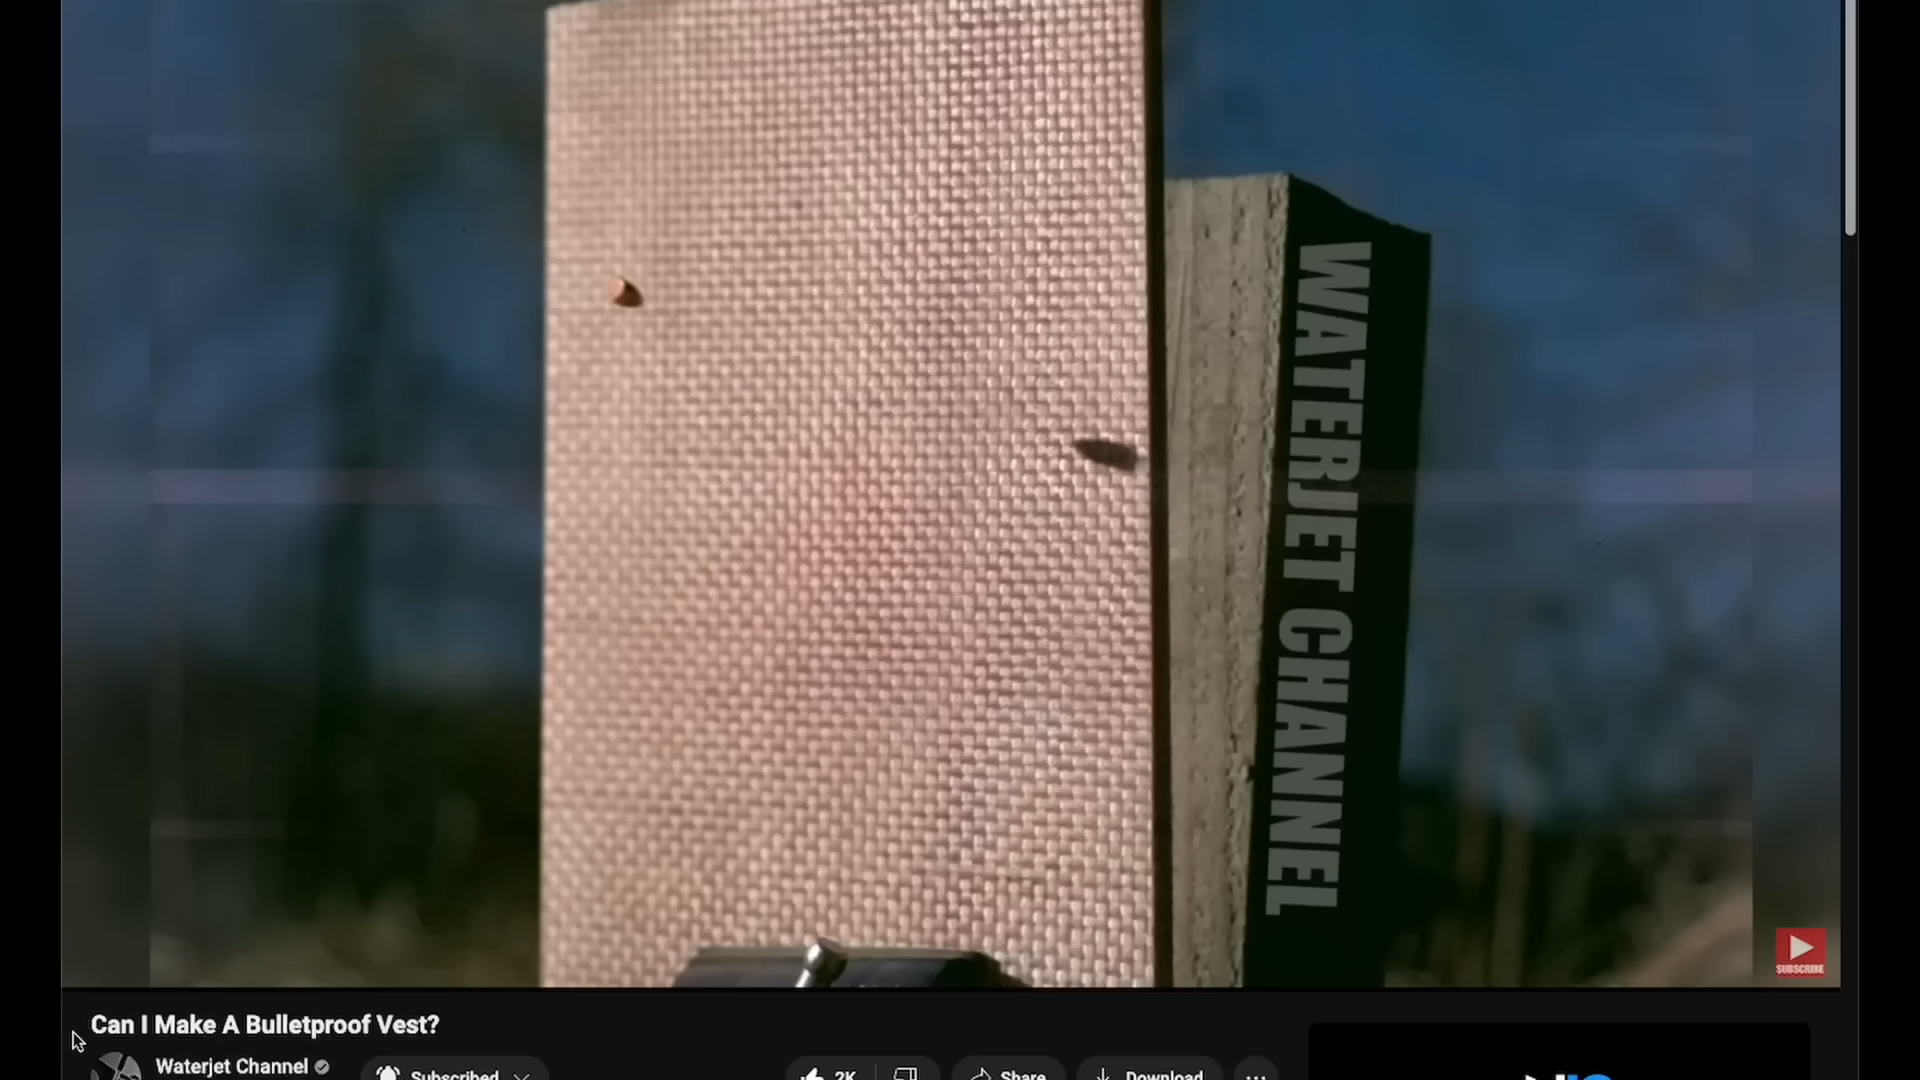 WATERJET CHANNEL
SUBSCRIBE
Can I Make A Bulletproof Vest?
Waterjet Channel
Subscribed
2K
Share
Download